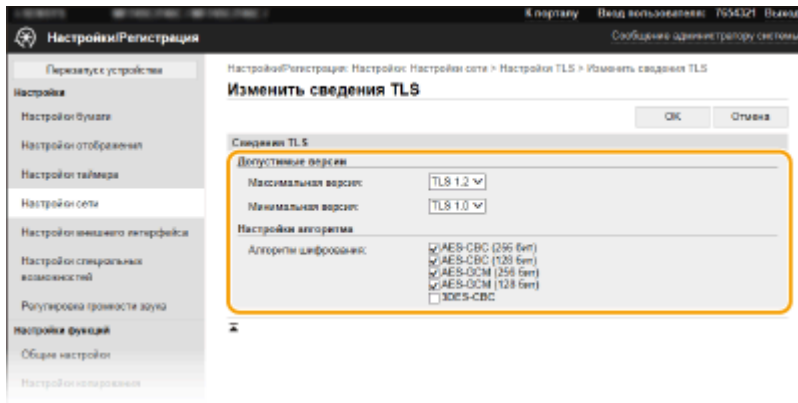 К порталу Вход пользователя: 7654321 Выход
Настройки/Регистрация
Сообщение администратору системы
Перезапуск устройства
Настройки/Регистрация: Настройки: Настройки сети > Настройки TLS > Изменить сведения TLS
Настройки
Изменить сведения TLS
Настройки бумаги
OK Отмена
Настройки отображения
Сведения TLS
Допустимые версии
Настройки таймера
Максимальная версия: TLS 1.2
Настройки сети
Минимальная версия: TLS 1.0
Настройки внешнего интерфейса
Настройки алгоритма
Алгоритм шифрования: AES-CBC (256 бит)
AES-CBC (128 бит)
Настройки специальных
AES-GCM (256 бит)
возможностей
AES-GCM (128 бит)
3DES-CBC
Регулировка громкости звука
Настройки функций
Общие настройки
Настройки копирования